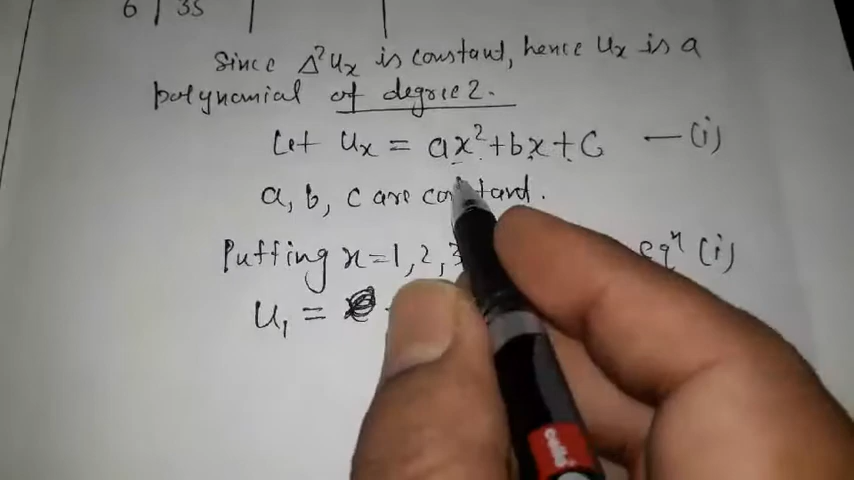 6 | 35
Since Δ²Ux is constant, hence Ux is a
polynomial of degree 2.
Let Ux = ax²+bx+C —(i)
a, b, c are constant.
Putting x=1,2,3 eqⁿ (i)
U₁ =
cello